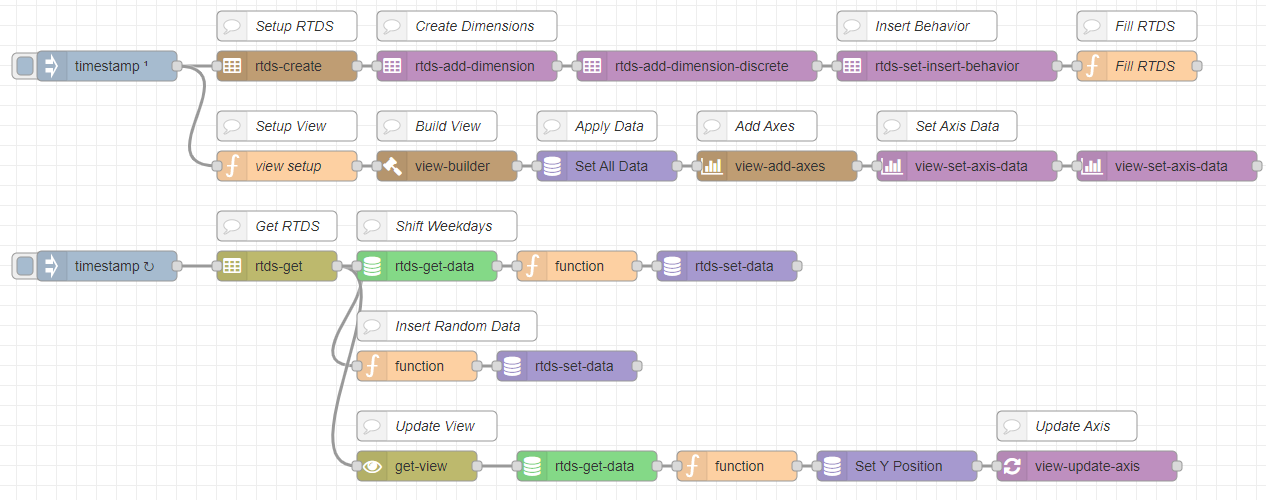 Setup RTDS
Create Dimensions
Insert Behavior
Fill RTDS
timestamp ¹
rtds-create
rtds-add-dimension
rtds-add-dimension-discrete
rtds-set-insert-behavior
Fill RTDS
Setup View
Build View
Apply Data
Add Axes
Set Axis Data
view setup
view-builder
Set All Data
view-add-axes
view-set-axis-data
view-set-axis-data
Get RTDS
Shift Weekdays
timestamp ↻
rtds-get
rtds-get-data
function
rtds-set-data
Insert Random Data
function
rtds-set-data
Update View
Update Axis
get-view
rtds-get-data
function
Set Y Position
view-update-axis